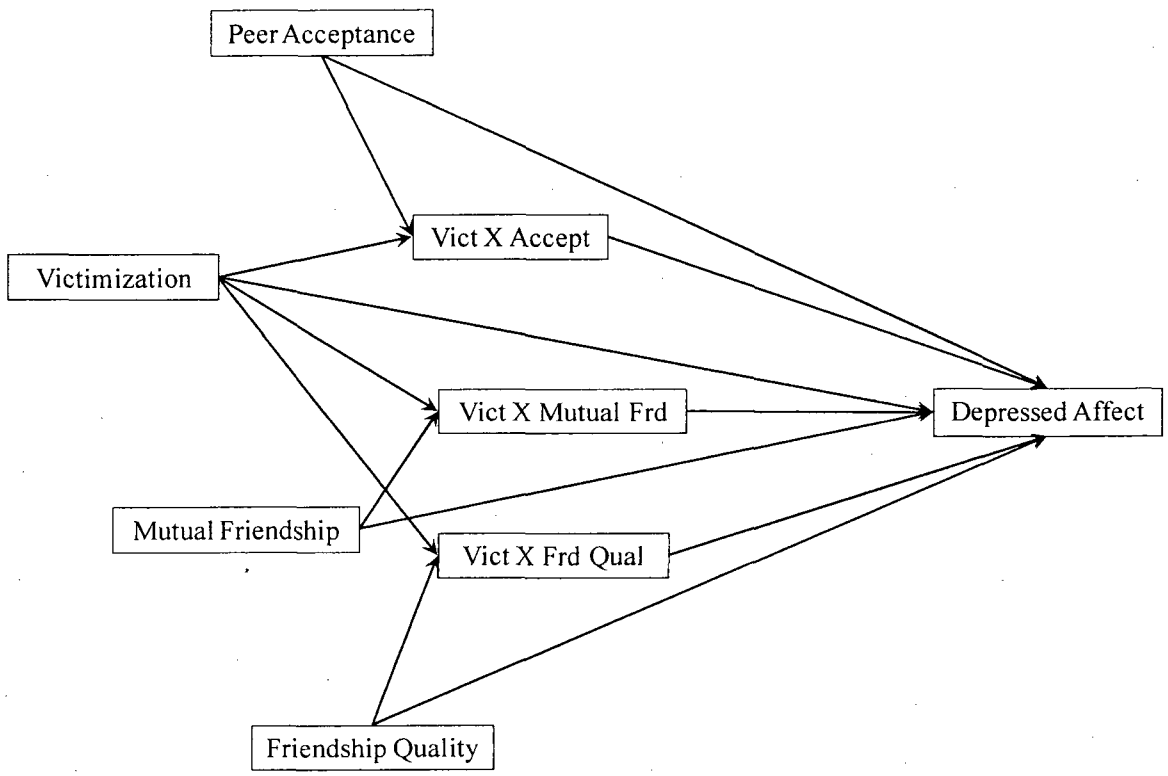 Peer Acceptance
Vict X Accept
Victimization
Vict X Mutual Frd
Depressed Affect
Mutual Friendship
Vict X Frd Qual
Friendship Quality